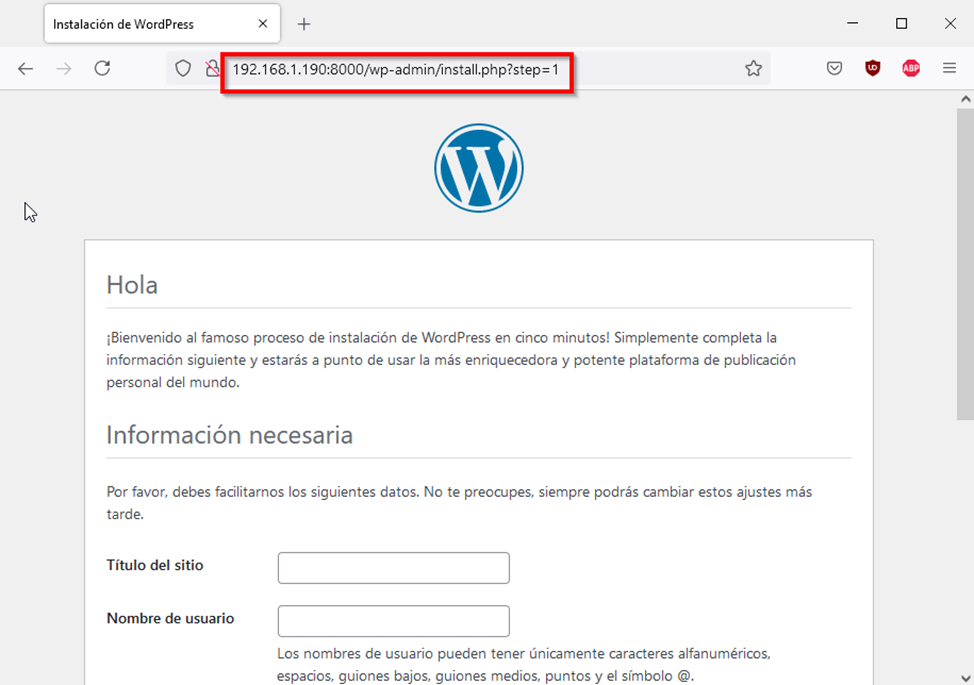 Instalación de WordPress
192.168.1.190:8000/wp-admin/install.php?step=1
UD
ABP
W
Hola
¡Bienvenido al famoso proceso de instalación de WordPress en cinco minutos! Simplemente completa la
información siguiente y estarás a punto de usar la más enriquecedora y potente plataforma de publicación
personal del mundo.
Información necesaria
Por favor, debes facilitarnos los siguientes datos. No te preocupes, siempre podrás cambiar estos ajustes más
tarde.
Título del sitio
Nombre de usuario
Los nombres de usuario pueden tener únicamente caracteres alfanuméricos,
espacios, guiones bajos, guiones medios, puntos y el símbolo @.